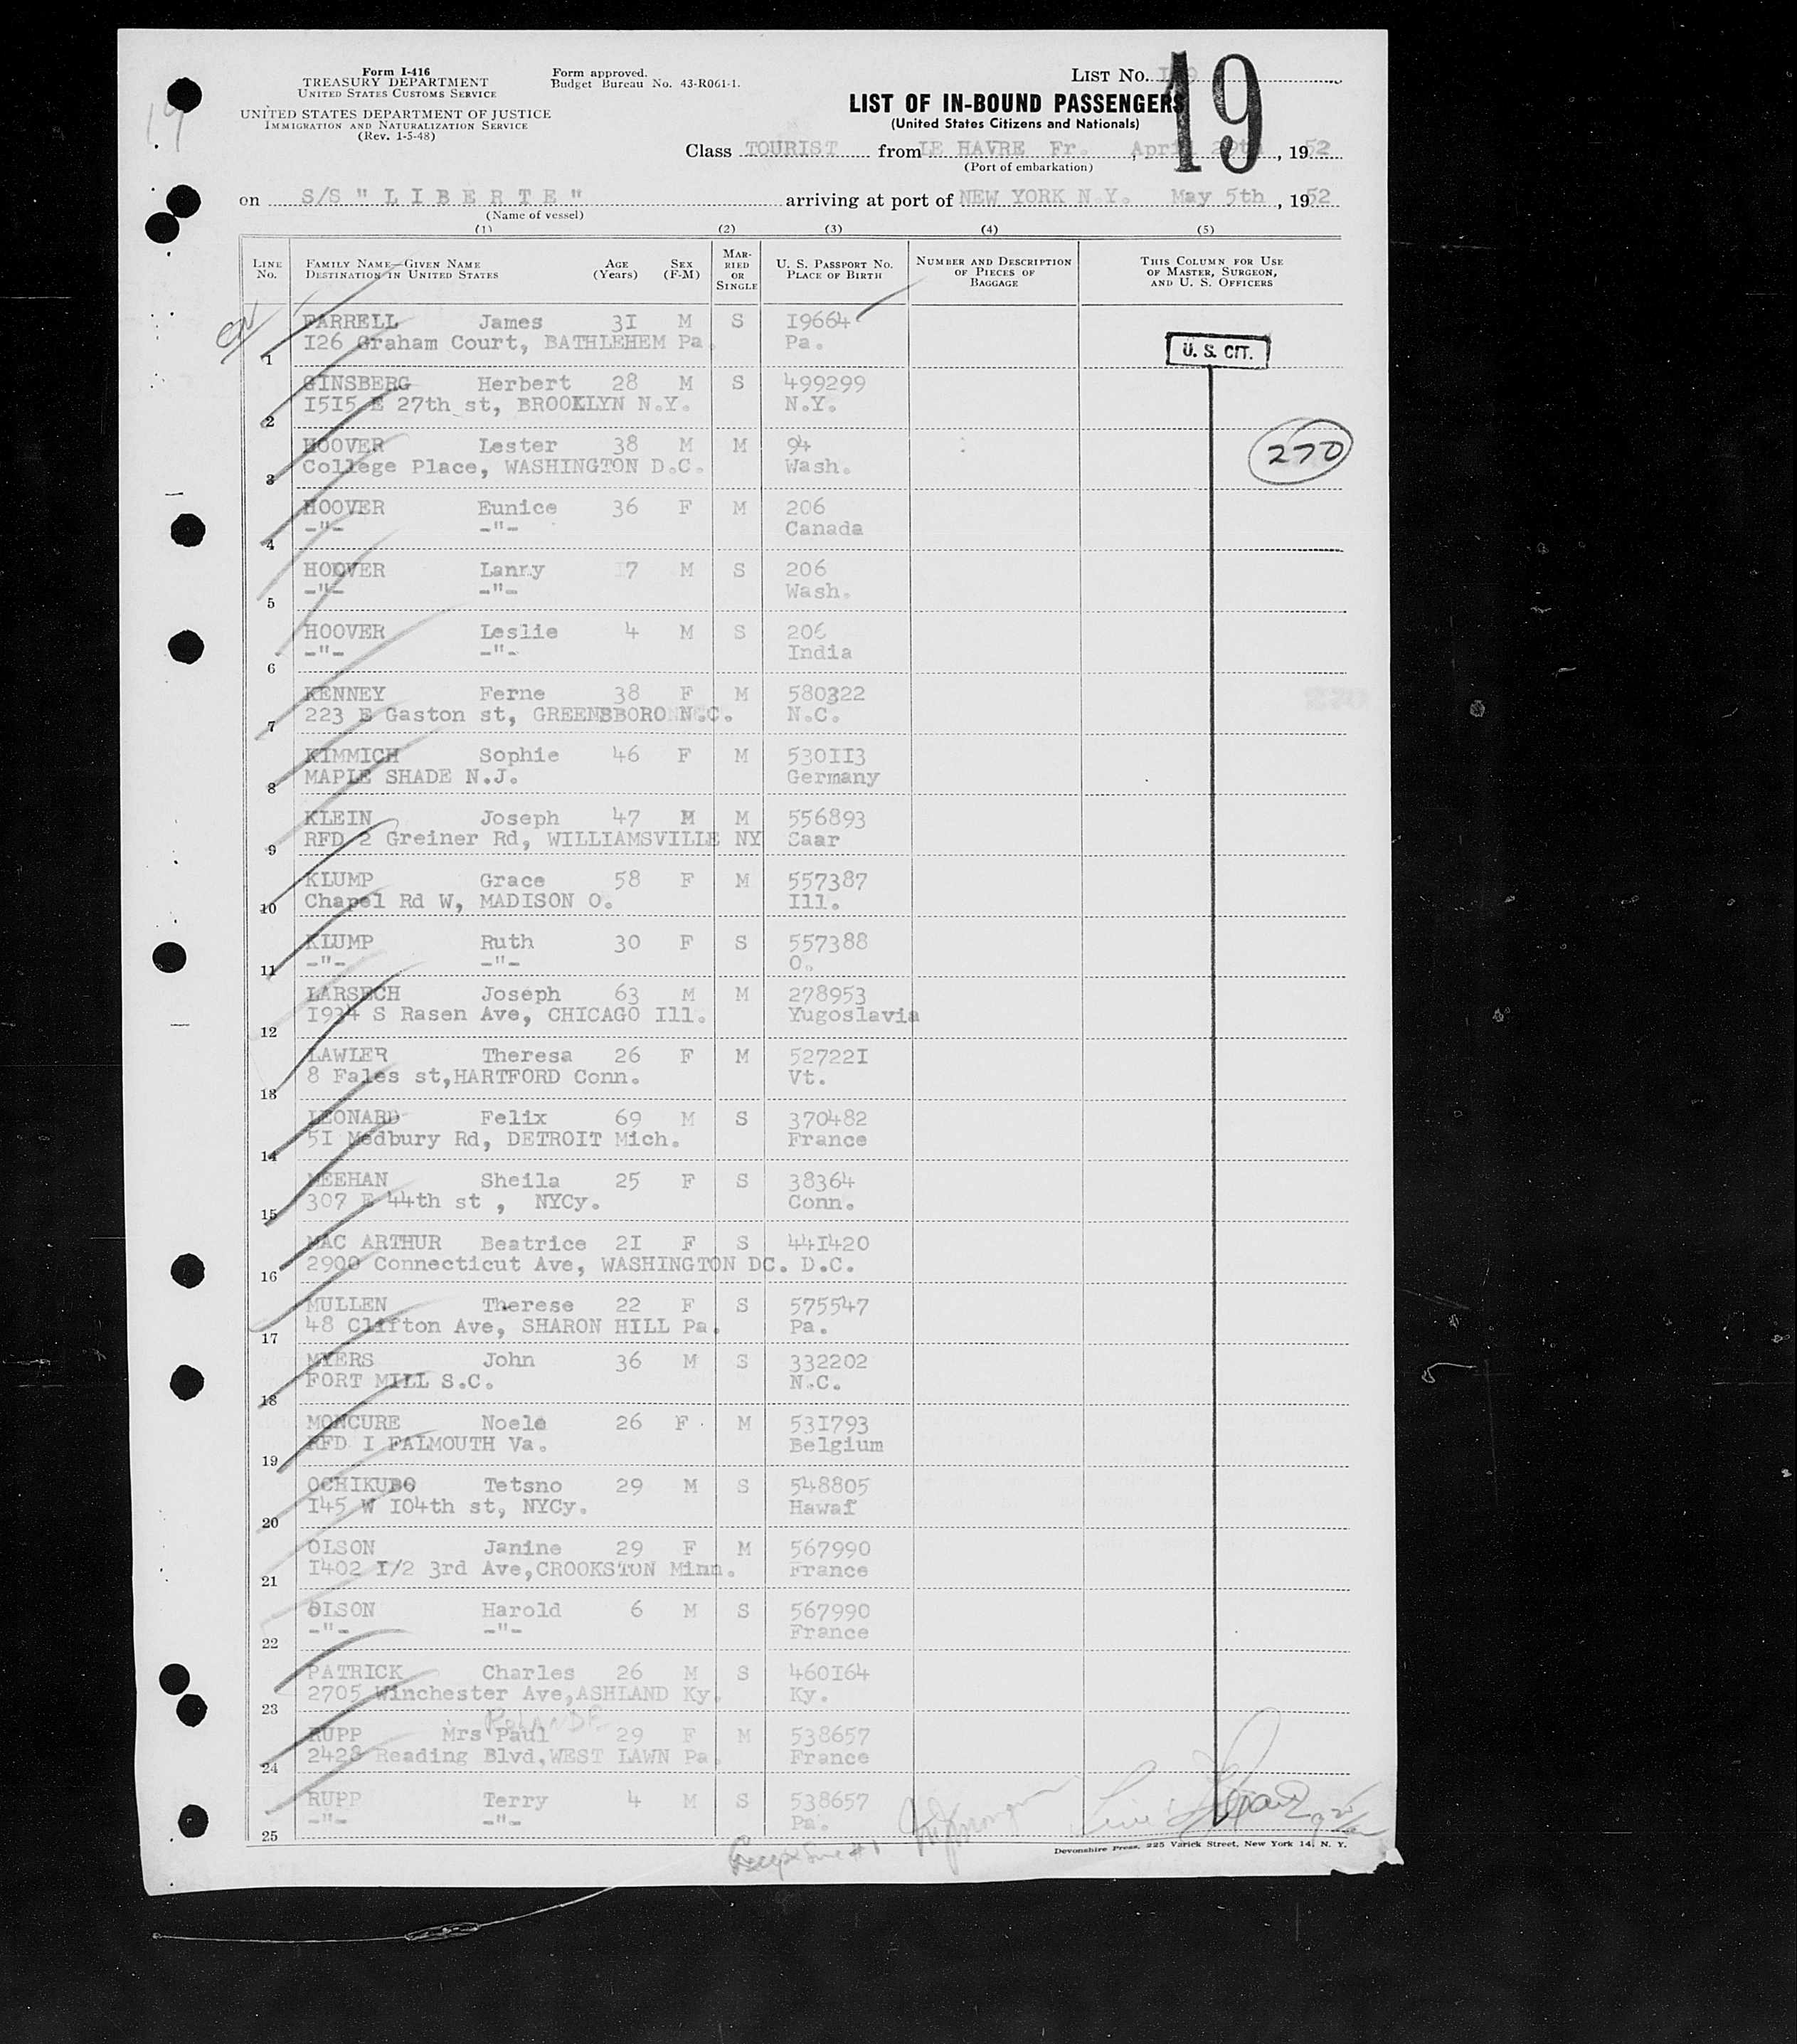 19
Form I-416
TREASURY DEPARTMENT
UNITED STATES CUSTOMS SERVICE
UNITED STATES DEPARTMENT OF JUSTICE
IMMIGRATION AND NATURALIZATION SERVICE
(Rev. 1-5-48)
Form approved.
Budget Bureau No. 43-R061-1.
LIST NO.
19
LIST OF IN-BOUND PASSENGERS
(United States Citizens and Nationals)
Class TOURIST from LE HAVRE Fr., April 29th, 1952
(Port of embarkation)
on S/S "LIBERTE" arriving at port of NEW YORK N.Y. May 5th, 1952
(Name of vessel)
(1) (2) (3) (4) (5)
LINE No. FAMILY NAME—GIVEN NAME DESTINATION IN UNITED STATES AGE (Years) SEX (F-M) MARRIED OR SINGLE U. S. PASSPORT NO. PLACE OF BIRTH NUMBER AND DESCRIPTION OF PIECES OF BAGGAGE THIS COLUMN FOR USE OF MASTER, SURGEON, AND U. S. OFFICERS
FARRELL James 3I M S I9664
1 I26 Graham Court, BATHLEHEM Pa. Pa.
U. S. CIT.
GINSBERG Herbert 28 M S 499299
2 I5I5 E 27th st, BROOKLYN N.Y. N.Y.
HOOVER Lester 38 M M 94
270
3 College Place, WASHINGTON D.C. Wash.
HOOVER Eunice 36 F M 206
4 -"- -"- Canada
HOOVER Lanny I7 M S 206
5 -"- -"- Wash.
HOOVER Leslie 4 M S 206
6 -"- -"- India
KENNEY Ferne 38 F M 580322
7 223 E Gaston st, GREENSBORO N.C. N.C.
KIMMICH Sophie 46 F M 530II3
8 MAPLE SHADE N.J. Germany
KLEIN Joseph 47 M M 556893
9 RFD 2 Greiner Rd, WILLIAMSVILLE NY Saar
KLUMP Grace 58 F M 557387
10 Chapel Rd W, MADISON O. Ill.
KLUMP Ruth 30 F S 557388
11 -"- -"- O.
LARSECH Joseph 63 M M 278953
12 I934 S Rasen Ave, CHICAGO Ill. Yugoslavia
LAWLER Theresa 26 F M 52722I
13 8 Fales st,HARTFORD Conn. Vt.
LEONARD Felix 69 M S 370482
14 5I Medbury Rd, DETROIT Mich. France
MEEHAN Sheila 25 F S 38364
15 307 E 44th st , NYCy. Conn.
MAC ARTHUR Beatrice 2I F S 44I420
16 2900 Connecticut Ave, WASHINGTON DC. D.C.
MULLEN Therese 22 F S 575547
17 48 Clifton Ave, SHARON HILL Pa. Pa.
MYERS John 36 M S 332202
18 FORT MILL S.C. N.C.
MONCURE Noele 26 F M 53I793
19 RFD I FALMOUTH Va. Belgium
OCHIKUBO Tetsno 29 M S 548805
20 I45 W I04th st, NYCy. Hawaf
OLSON Janine 29 F M 567990
21 I402 I/2 3rd Ave,CROOKSTON Minn. France
OLSON Harold 6 M S 567990
22 -"- -"- France
PATRICK Charles 26 M S 460I64
23 2705 Winchester Ave,ASHLAND Ky. Ky.
RUPP Mrs Paul 29 F M 538657
24 2428 Reading Blvd,WEST LAWN Pa. France
RUPP Terry 4 M S 538657
25 -"- -"- Pa.
Devonshire Press, 225 Varick Street, New York 14, N. Y.